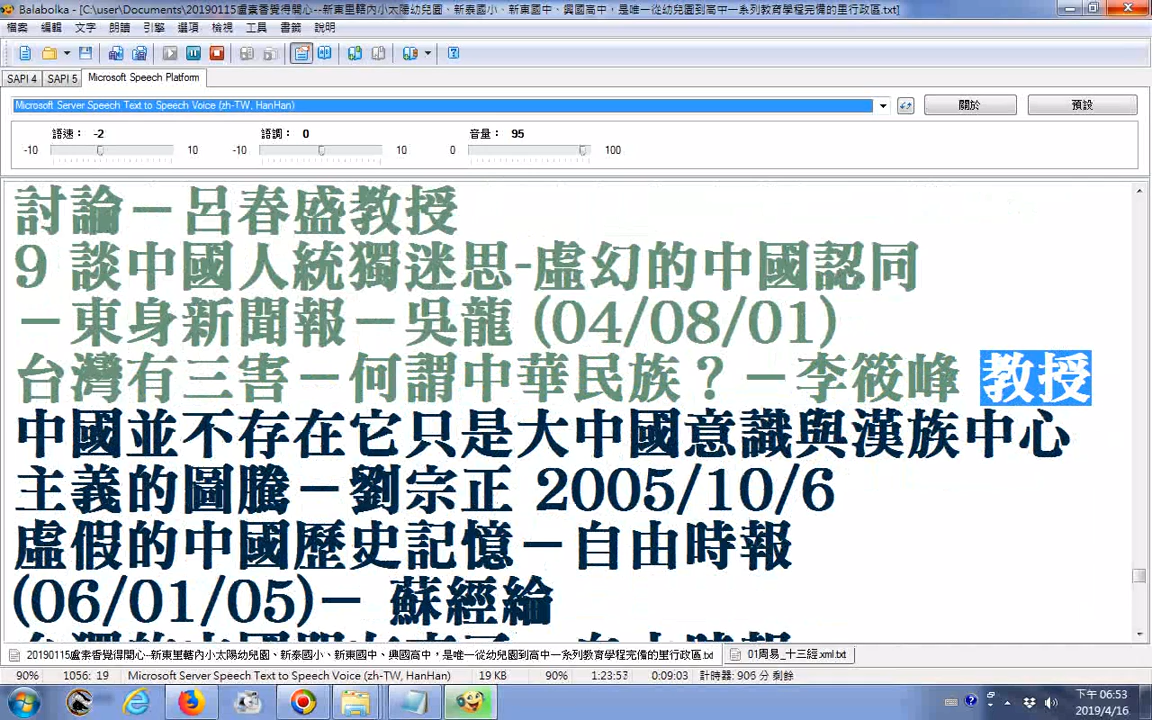 Balabolka - [C:\user\Documents\20190115盧素香覺得開心--新東里轄內小太陽幼兒園、新泰國小、新東國中、興國高中，是唯一從幼兒園到高中一系列教育學程完備的里行政區.txt]
檔案 編輯 文字 朗讀 引擎 選項 檢視 工具 書籤 說明
SAPI 4 SAPI 5 Microsoft Speech Platform
Microsoft Server Speech Text to Speech Voice (zh-TW, HanHan) 關於 預設
語速： -2 語調： 0 音量： 95
-10 10 -10 10 0 100
討論－呂春盛教授
9 談中國人統獨迷思-虛幻的中國認同
－東身新聞報－吳龍 (04/08/01)
台灣有三害－何謂中華民族？－李筱峰 教授
中國並不存在它只是大中國意識與漢族中心
主義的圖騰－劉宗正 2005/10/6
虛假的中國歷史記憶－自由時報
(06/01/05)－ 蘇經綸
20190115盧素香覺得開心--新東里轄內小太陽幼兒園、新泰國小、新東國中、興國高中，是唯一從幼兒園到高中一系列教育學程完備的里行政區.txt 01周易_十三經.xml.txt
90% 1056: 19 Microsoft Server Speech Text to Speech Voice (zh-TW, HanHan) 19 KB 90% 1:23:53 0:09:03 計時器: 906 分 剩餘
下午 06:53
2019/4/16